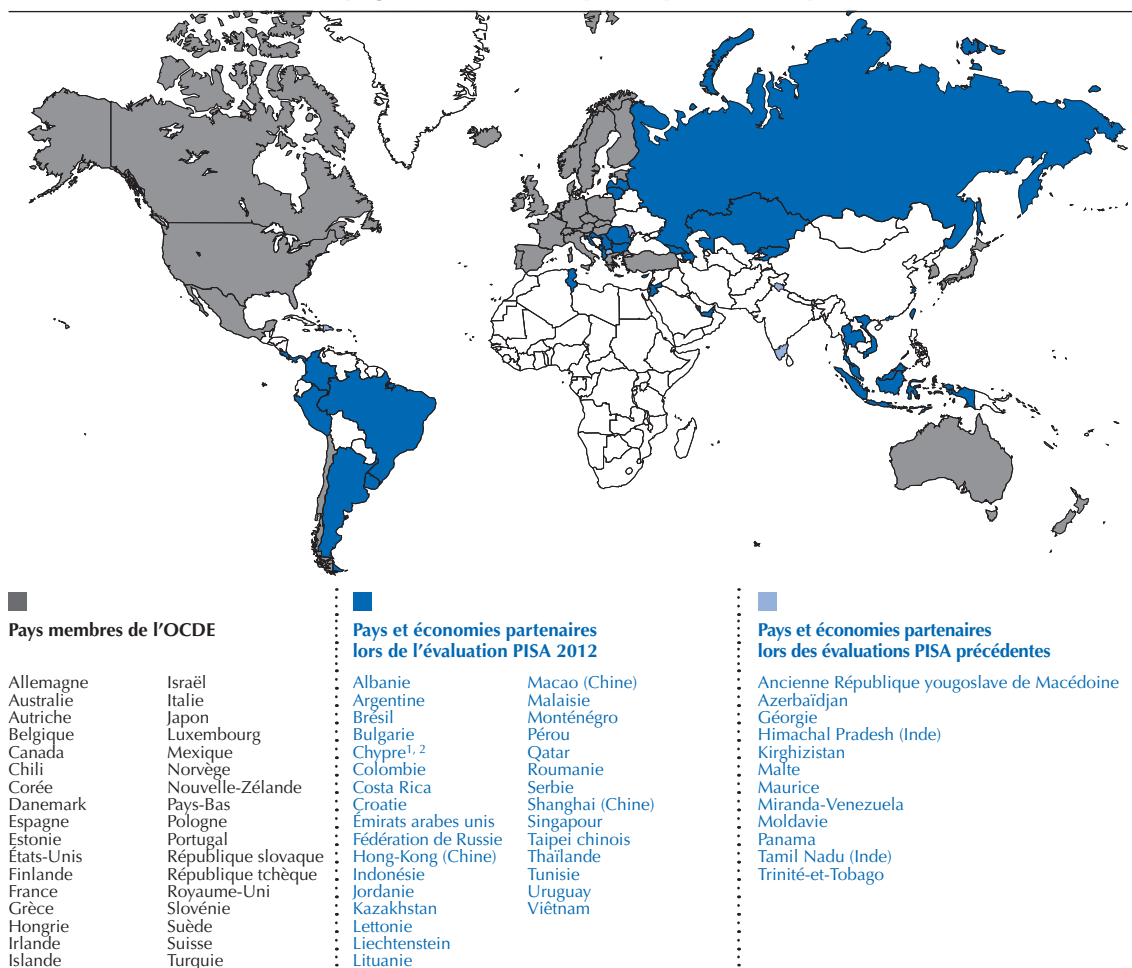 Pays membres de l'OCDE
Allemagne
Australie
Autriche
Belgique
Canada
Chili
Corée
Danemark
Espagne
Estonie
États-Unis
Finlande
France
Grèce
Hongrie
Irlande
Islande
Israël
Italie
Japon
Luxembourg
Mexique
Norvège
Nouvelle-Zélande
Pays-Bas
Pologne
Portugal
République slovaque
République tchèque
Royaume-Uni
Slovénie
Suède
Suisse
Turquie
Pays et économies partenaires
lors de l'évaluation PISA 2012
Albanie
Argentine
Brésil
Bulgarie
Chypre1, 2
Colombie
Costa Rica
Croatie
Émirats arabes unis
Fédération de Russie
Hong-Kong (Chine)
Indonésie
Jordanie
Kazakhstan
Lettonie
Liechtenstein
Lituanie
Macao (Chine)
Malaisie
Monténégro
Pérou
Qatar
Roumanie
Serbie
Shanghai (Chine)
Singapour
Taipei chinois
Thaïlande
Tunisie
Uruguay
Viêtnam
Pays et économies partenaires
lors des évaluations PISA précédentes
Ancienne République yougoslave de Macédoine
Azerbaïdjan
Géorgie
Himachal Pradesh (Inde)
Kirghizistan
Malte
Maurice
Miranda-Venezuela
Moldavie
Panama
Tamil Nadu (Inde)
Trinité-et-Tobago